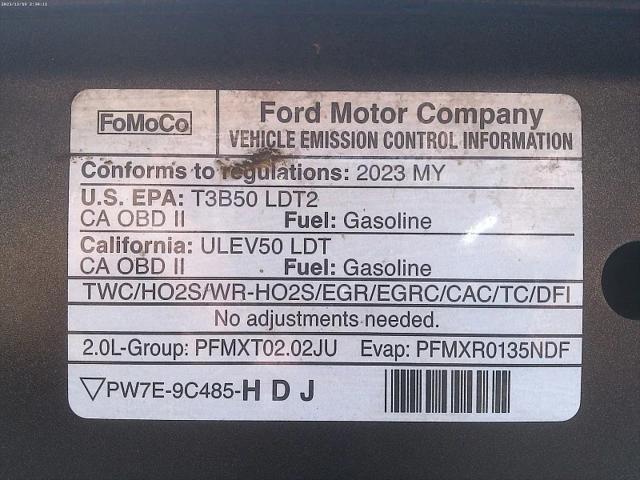 FoMoCo
Ford Motor Company
VEHICLE EMISSION CONTROL INFORMATION
Conforms to regulations: 2023 MY
U.S. EPA: T3B50 LDT2
CA OBD II Fuel: Gasoline
California: ULEV50 LDT
CA OBD II Fuel: Gasoline
TWC/HO2S/WR-HO2S/EGR/EGRC/CAC/TC/DFI
No adjustments needed.
2.0L-Group: PFMXT02.02JU Evap: PFMXR0135NDF
PW7E-9C485-HDJ